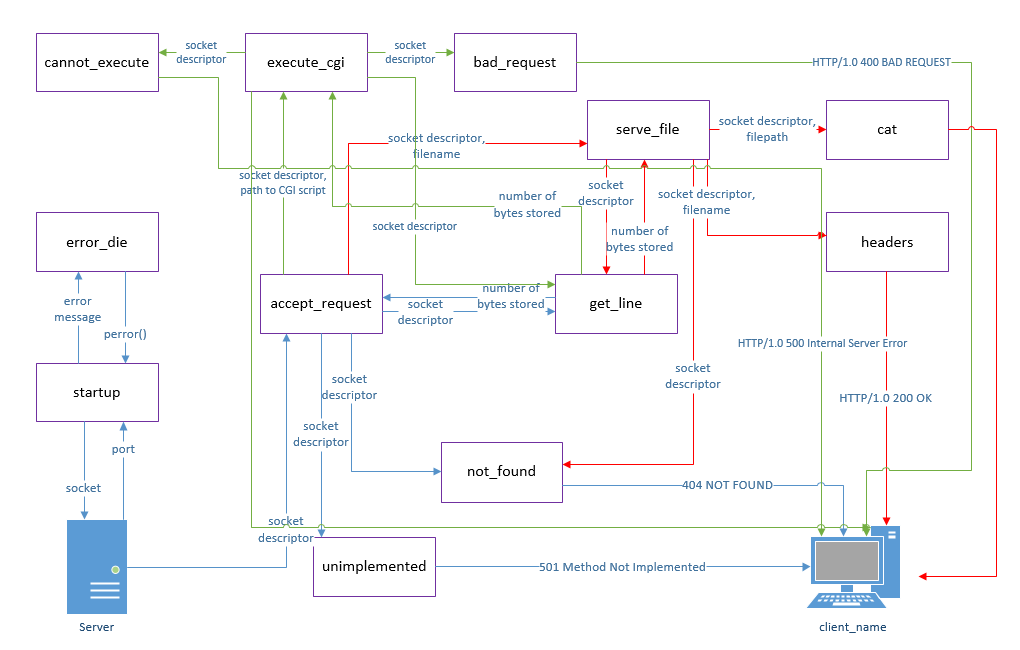 socket
descriptor
socket
descriptor
cannot_execute
execute_cgi
bad_request
HTTP/1.0 400 BAD REQUEST
socket descriptor,
filename
serve_file
socket descriptor,
filepath
cat
socket descriptor,
path to CGI script
number of
bytes stored
socket
descriptor
socket descriptor,
filename
socket descriptor
number of
bytes stored
error_die
headers
error
message
perror()
accept_request
number of
bytes stored
socket
descriptor
get_line
HTTP/1.0 500 Internal Server Error
startup
socket
descriptor
socket
descriptor
HTTP/1.0 200 OK
socket
descriptor
port
socket
not_found
404 NOT FOUND
socket
descriptor
unimplemented
501 Method Not Implemented
Server
client_name